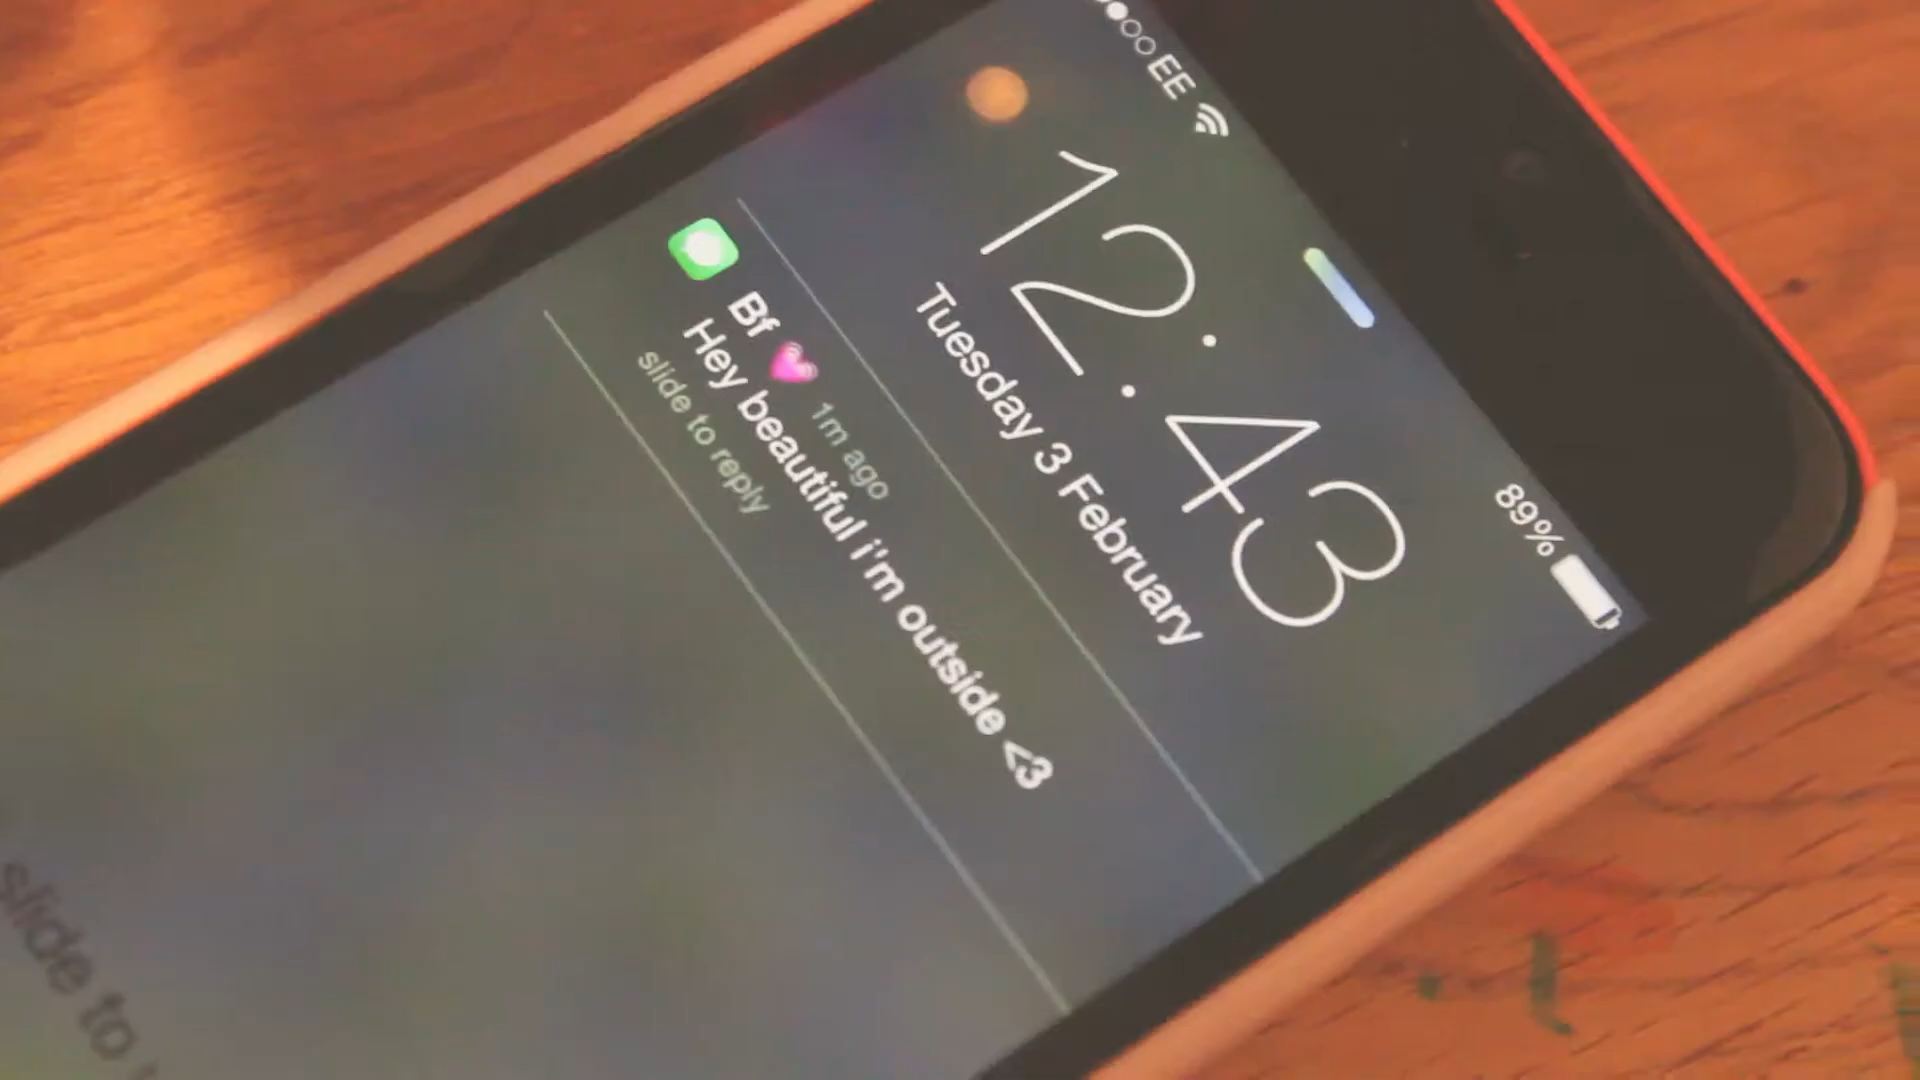 EE
89%
12:43
Tuesday 3 February
Bf 💓 1m ago
Hey beautiful i'm outside <3
slide to reply
slide to